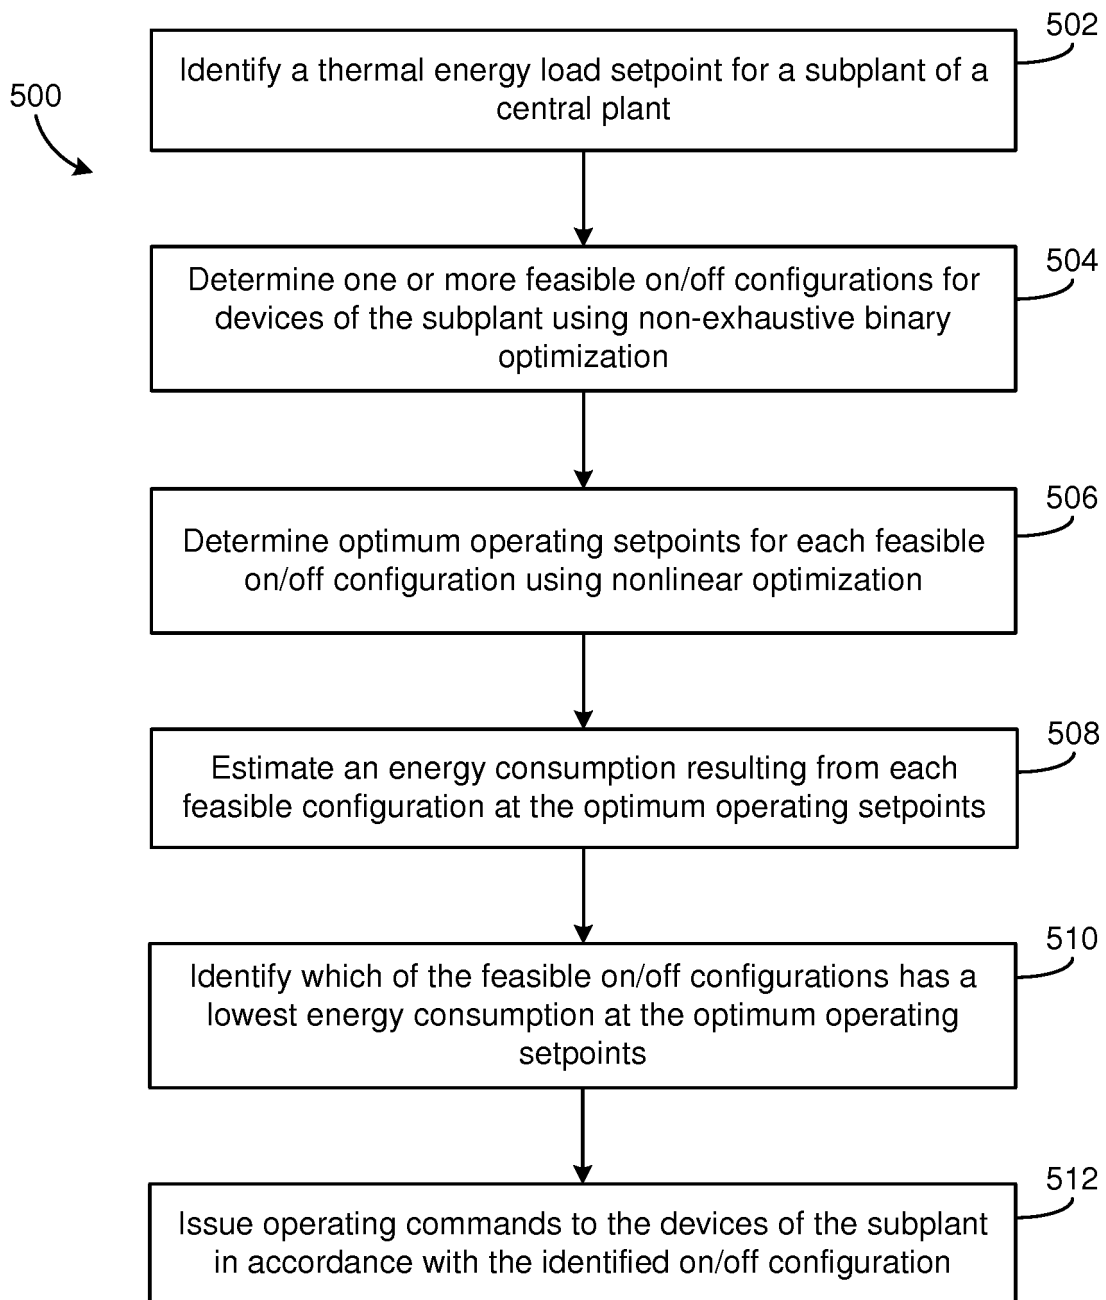 500
502
Identify a thermal energy load setpoint for a subplant of a
central plant
504
Determine one or more feasible on/off configurations for
devices of the subplant using non-exhaustive binary
optimization
506
Determine optimum operating setpoints for each feasible
on/off configuration using nonlinear optimization
508
Estimate an energy consumption resulting from each
feasible configuration at the optimum operating setpoints
510
Identify which of the feasible on/off configurations has a
lowest energy consumption at the optimum operating
setpoints
512
Issue operating commands to the devices of the subplant
in accordance with the identified on/off configuration